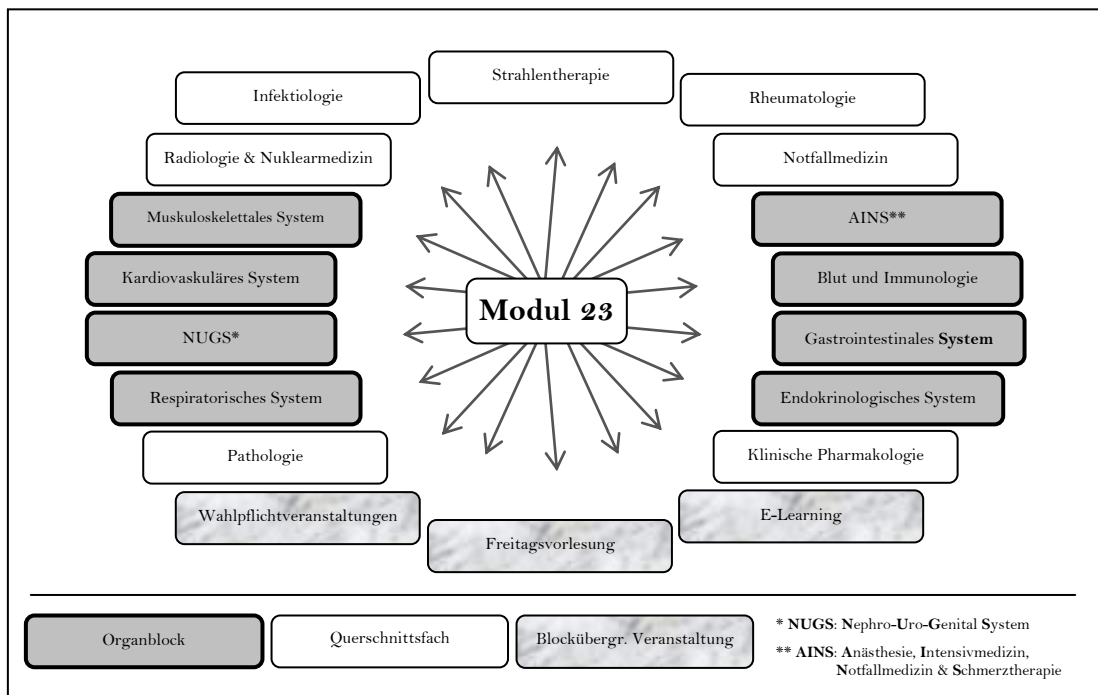 Strahlentherapie
Infektiologie
Rheumatologie
Radiologie & Nuklearmedizin
Notfallmedizin
Muskuloskelettales System
AINS**
Kardiovaskuläres System
Blut und Immunologie
Modul 23
NUGS*
Gastrointestinales System
Respiratorisches System
Endokrinologisches System
Pathologie
Klinische Pharmakologie
Wahlpflichtveranstaltungen
E-Learning
Freitagsvorlesung
Organblock
Querschnittsfach
Blockübergr. Veranstaltung
* NUGS: Nephro-Uro-Genital System
** AINS: Anästhesie, Intensivmedizin,
Notfallmedizin & Schmerztherapie